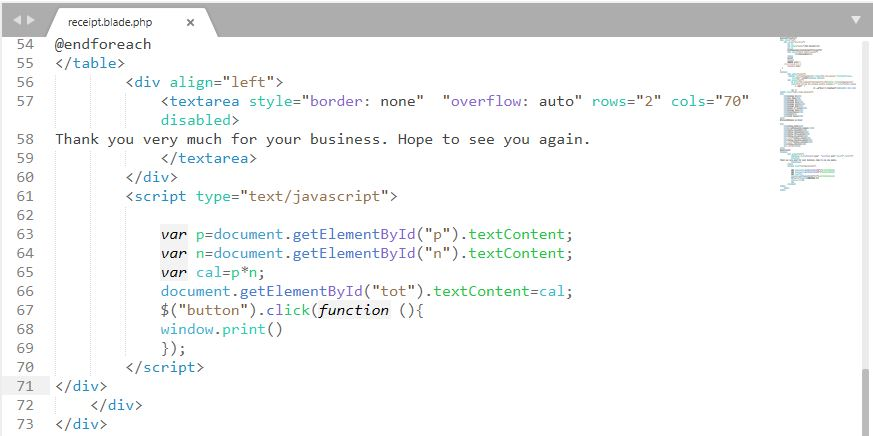 receipt.blade.php ×
54 @endforeach
55 </table>
56 <div align="left">
57 <textarea style="border: none"  "overflow: auto" rows="2" cols="70"
disabled>
58 Thank you very much for your business. Hope to see you again.
59 </textarea>
60 </div>
61 <script type="text/javascript">
62
63 var p=document.getElementById("p").textContent;
64 var n=document.getElementById("n").textContent;
65 var cal=p*n;
66 document.getElementById("tot").textContent=cal;
67 $("button").click(function (){
68 window.print()
69 });
70 </script>
71 </div>
72 </div>
73 </div>